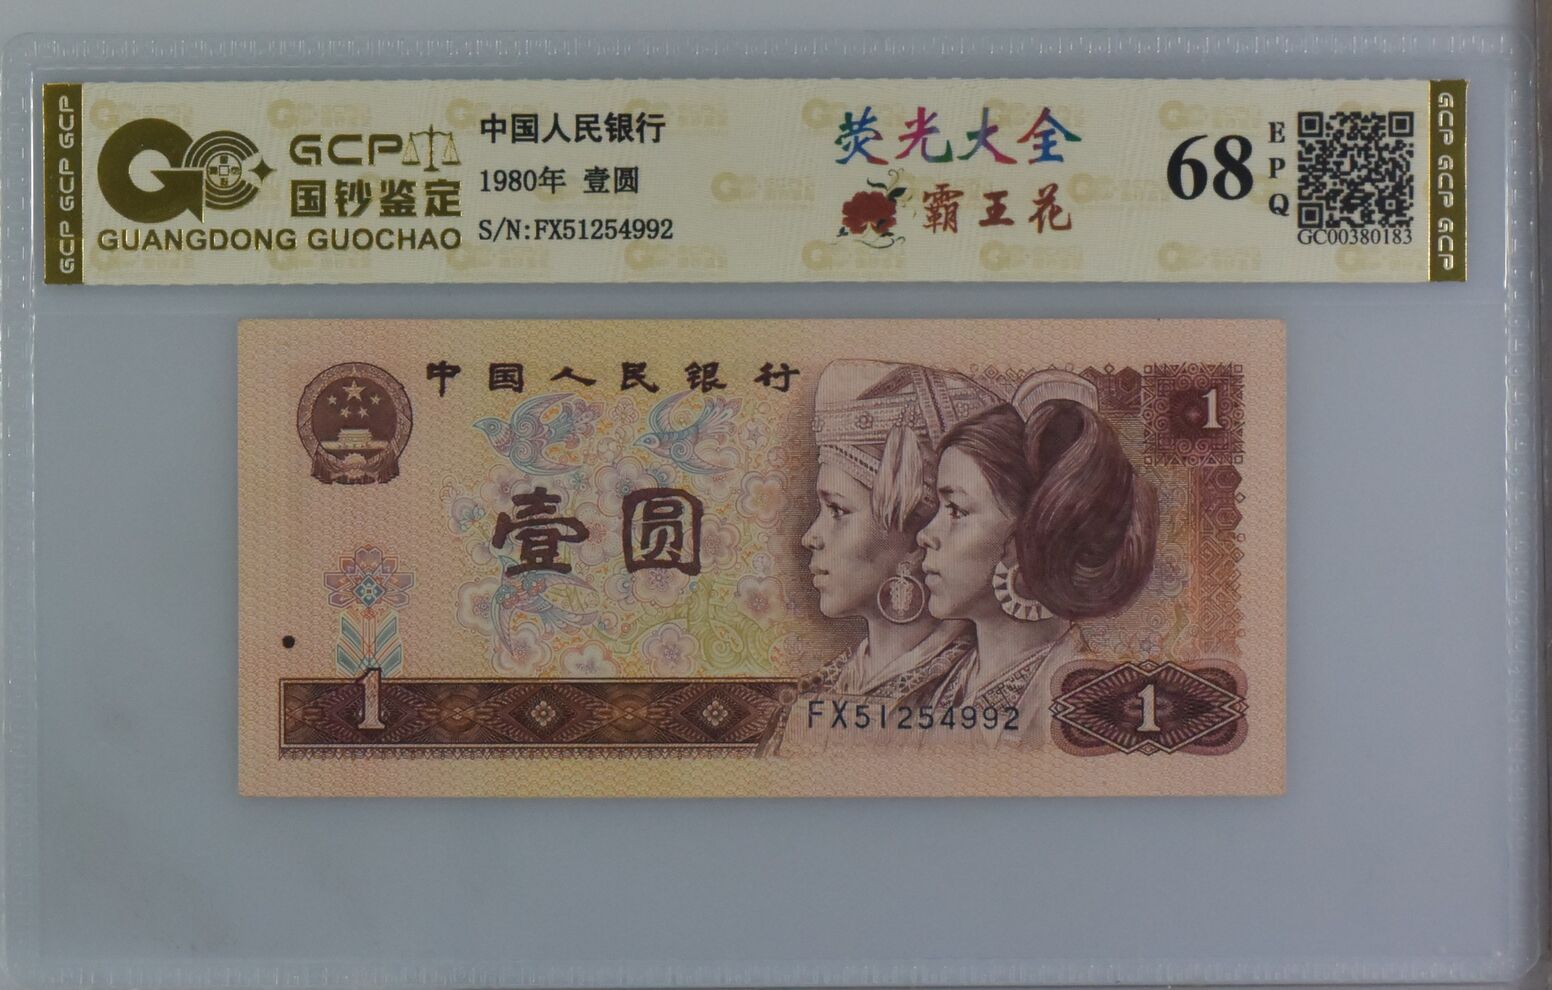 GCP GCP GCP
GCP
国钞鉴定
GUANGDONG GUOCHAO
中国人民银行
1980年 壹圆
S/N:FX51254992
荧光大全
霸王花
68
EPQ
GC00380183
GCP GCP GCP
中国人民银行
1
壹圆
1
FX51254992
1